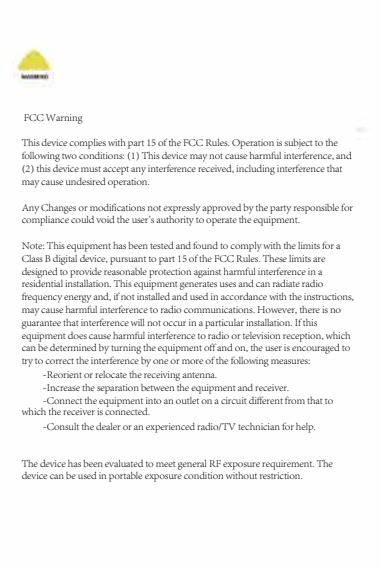 FCC Warning
This device complies with part 15 of the FCC Rules. Operation is subject to the
following two conditions: (1) This device may not cause harmful interference, and
(2) this device must accept any interference received, including interference that
may cause undesired operation.
Any Changes or modifications not expressly approved by the party responsible for
compliance could void the user's authority to operate the equipment.
Note: This equipment has been tested and found to comply with the limits for a
Class B digital device, pursuant to part 15 of the FCC Rules. These limits are
designed to provide reasonable protection against harmful interference in a
residential installation. This equipment generates uses and can radiate radio
frequency energy and, if not installed and used in accordance with the instructions,
may cause harmful interference to radio communications. However, there is no
guarantee that interference will not occur in a particular installation. If this
equipment does cause harmful interference to radio or television reception, which
can be determined by turning the equipment off and on, the user is encouraged to
try to correct the interference by one or more of the following measures:
-Reorient or relocate the receiving antenna.
-Increase the separation between the equipment and receiver.
-Connect the equipment into an outlet on a circuit different from that to
which the receiver is connected.
-Consult the dealer or an experienced radio/TV technician for help.
The device has been evaluated to meet general RF exposure requirement. The
device can be used in portable exposure condition without restriction.